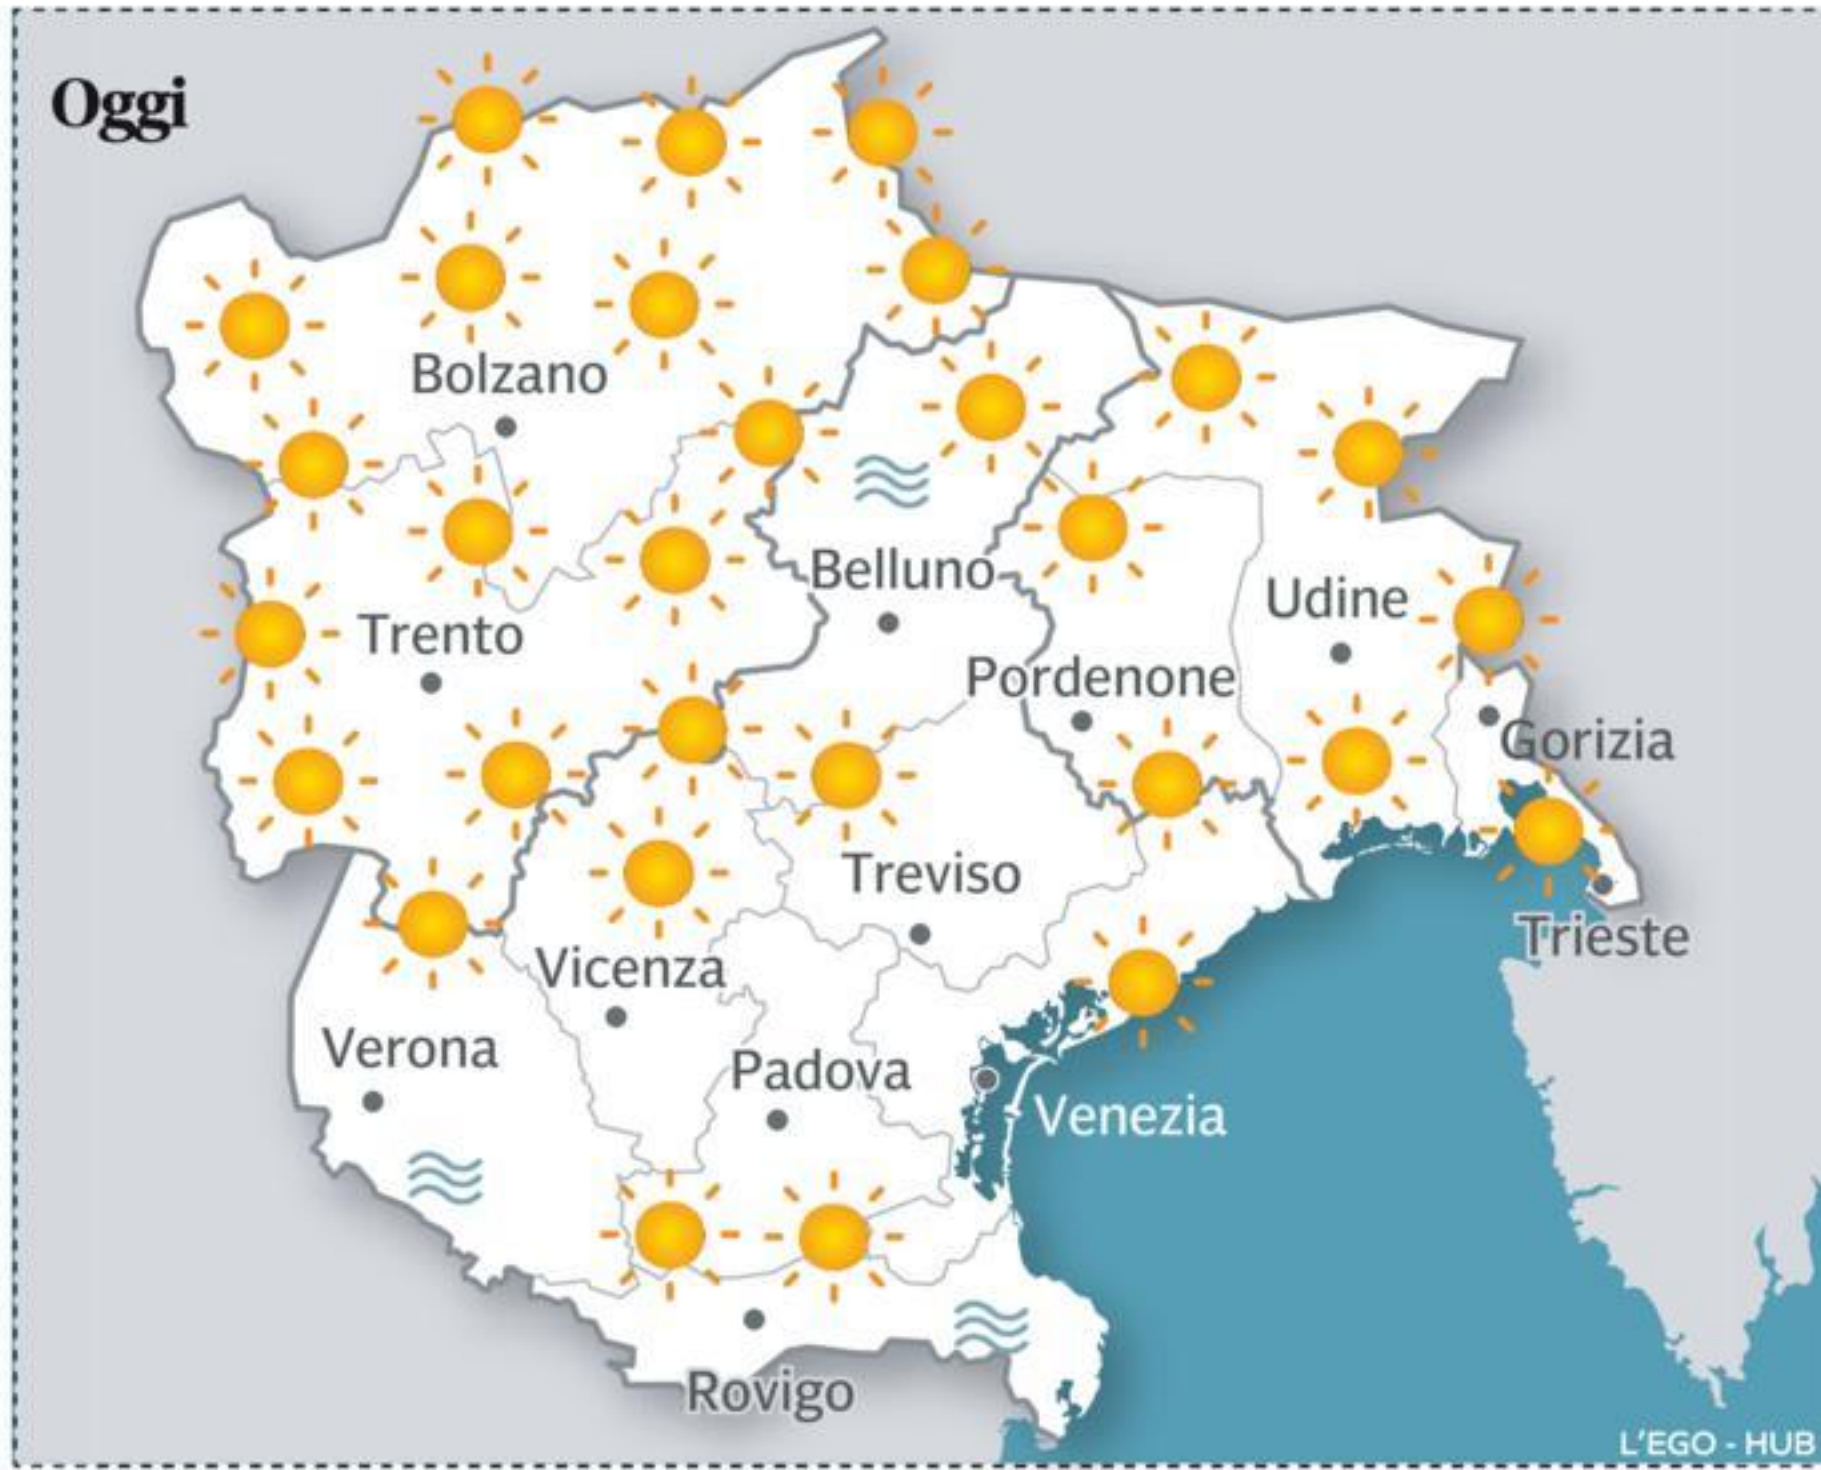 Oggi
Bolzano
Belluno
Udine
Trento
Pordenone
Gorizia
Treviso
Trieste
Vicenza
Verona
Padova
Venezia
Rovigo
L'EGO - HUB